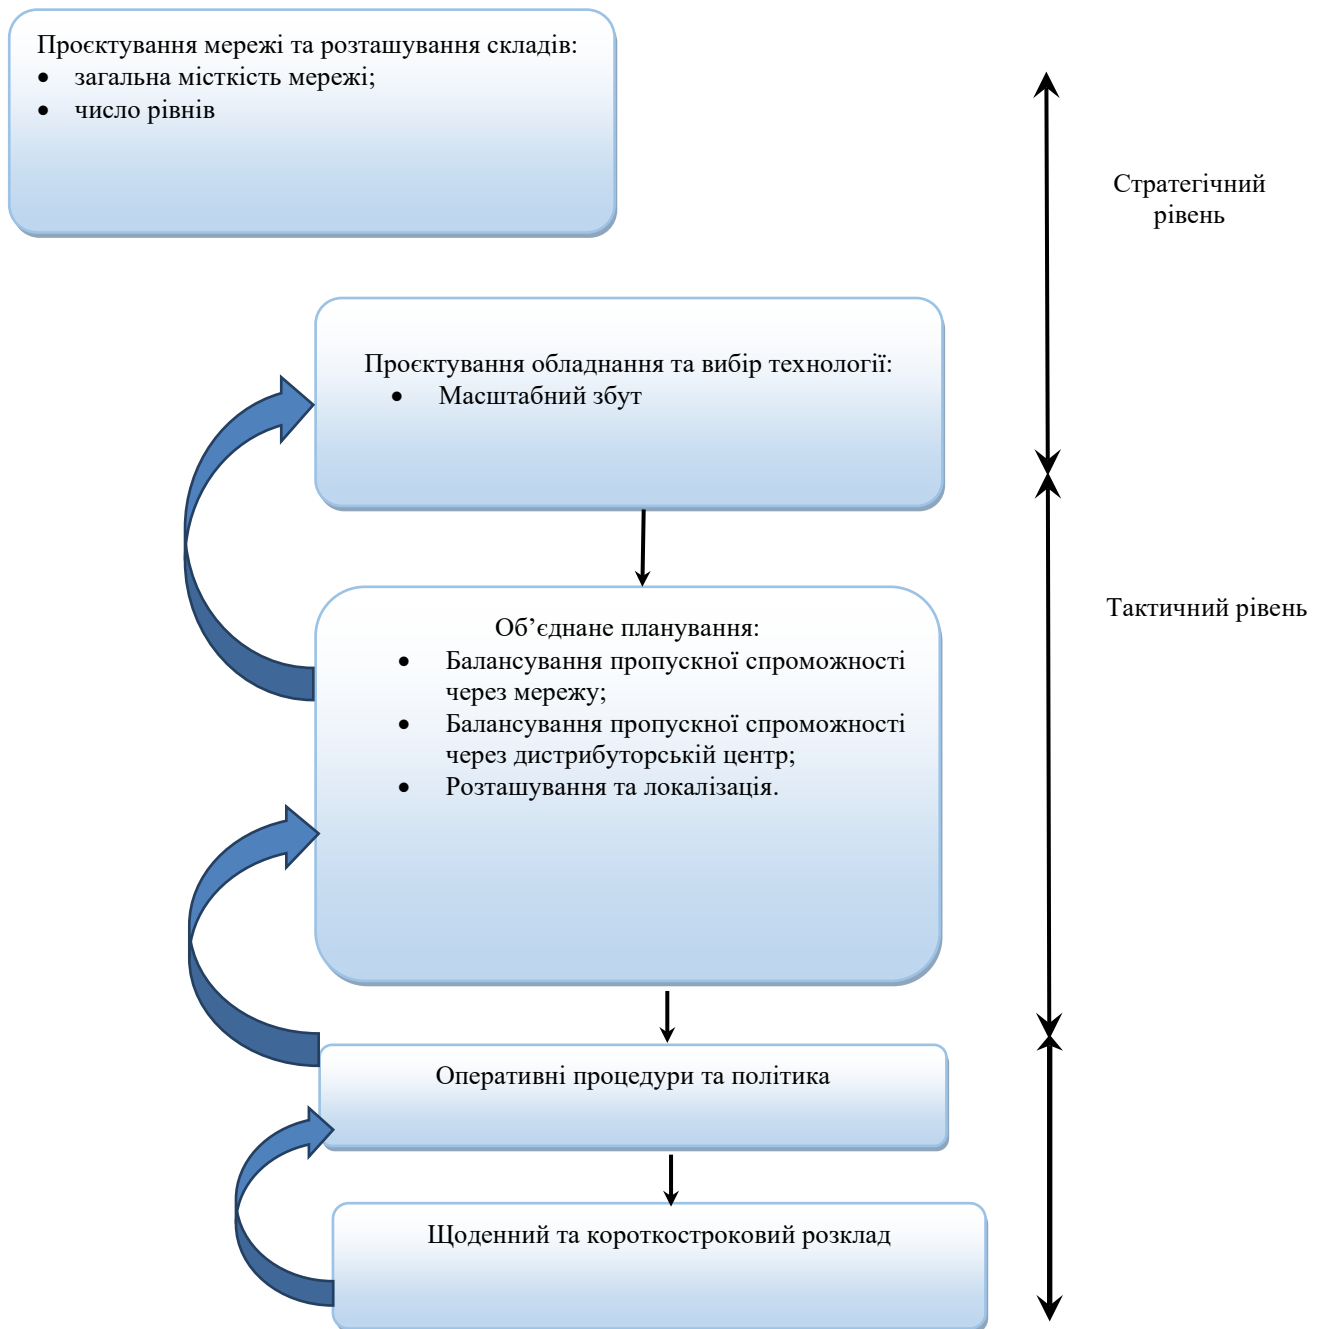 Проєктування мережі та розташування складів:
• загальна місткість мережі;
• число рівнів
Стратегічний
рівень
Проєктування обладнання та вибір технології:
• Масштабний збут
Об’єднане планування:
• Балансування пропускної спроможності
через мережу;
• Балансування пропускної спроможності
через дистрибуторській центр;
• Розташування та локалізація.
Тактичний рівень
Оперативні процедури та політика
Щоденний та короткостроковий розклад